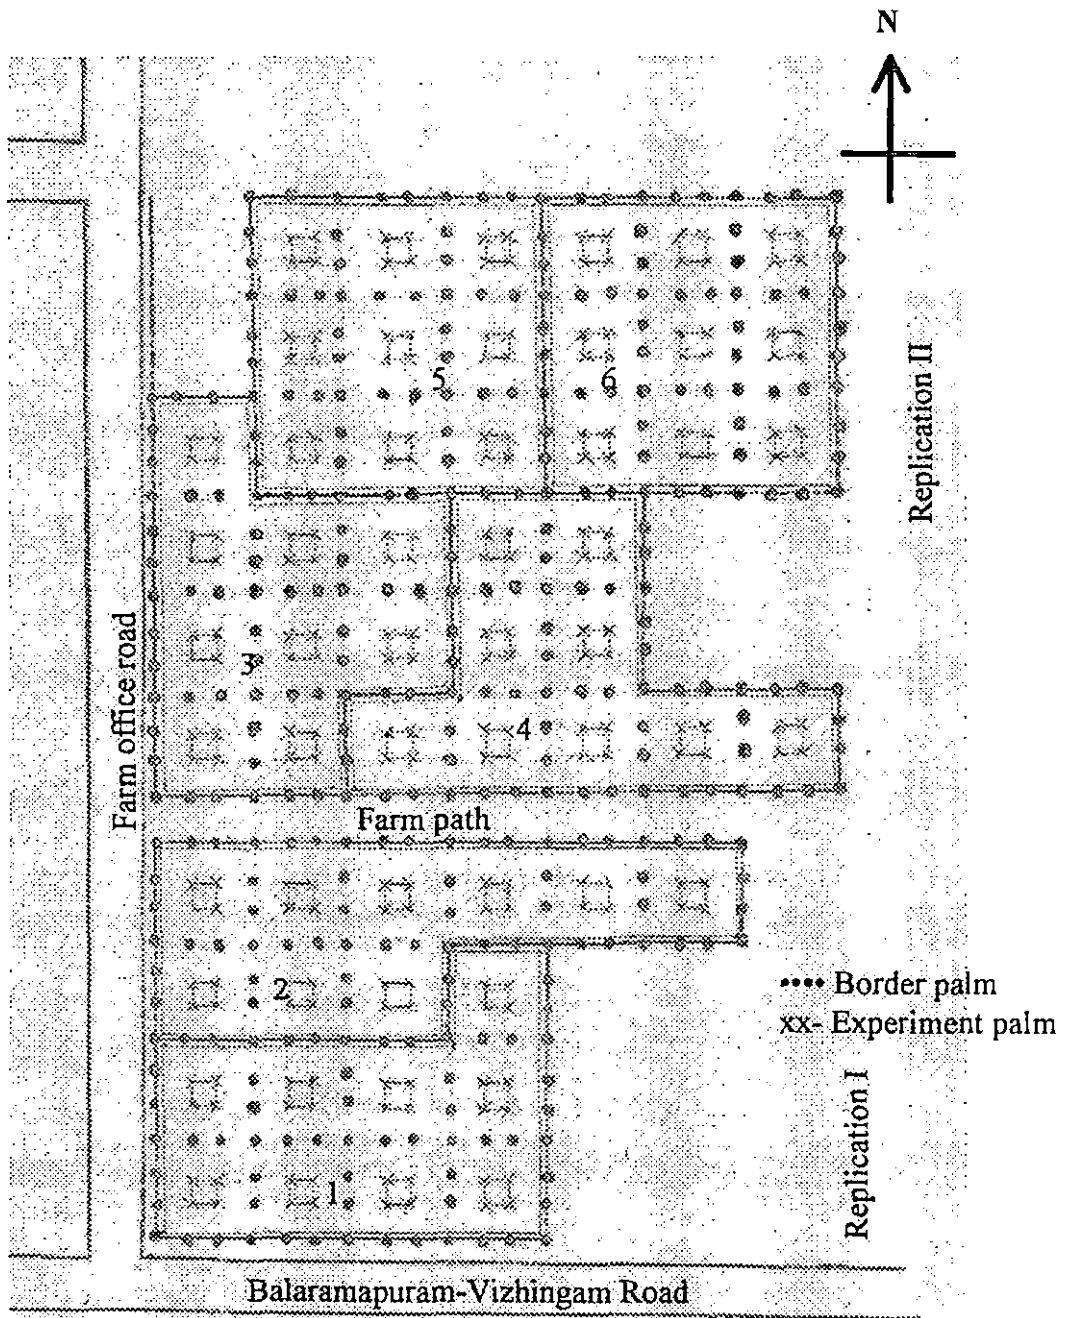 N
5
6
Replication II
3
Farm office road
4
Farm path
2
•••• Border palm
xx- Experiment palm
Replication I
1
Balaramapuram-Vizhingam Road